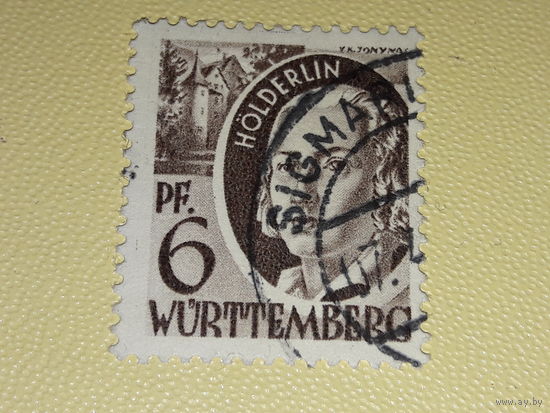 V.K.JONYNAS
HÖLDERLIN
SIGMAR
PF.
6
WÜRTTEMBERG
www.ay.by